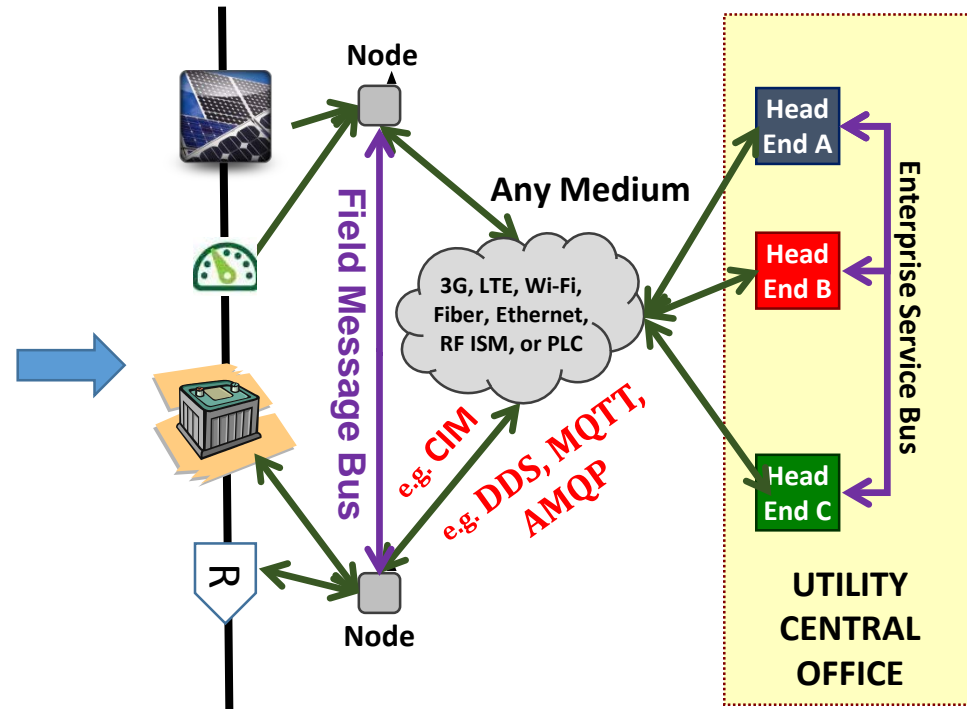 Node
Any Medium
3G, LTE, Wi-Fi,
Fiber, Ethernet,
RF ISM, or PLC
Field Message Bus
e.g. CIM
e.g. DDS, MQTT,
AMQP
R
Node
Head
End A
Head
End B
Head
End C
Enterprise Service Bus
UTILITY
CENTRAL
OFFICE